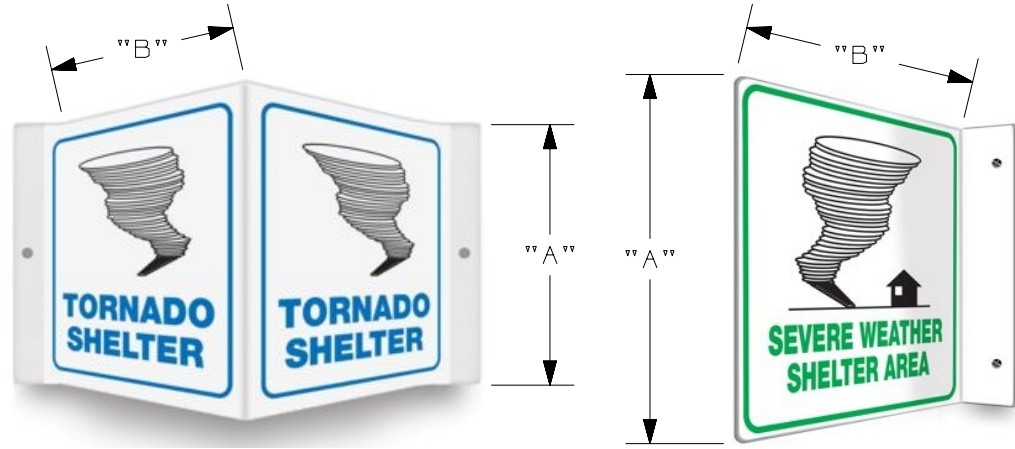 "B"
TORNADO
SHELTER
TORNADO
SHELTER
"A"
"B"
"A"
SEVERE WEATHER
SHELTER AREA